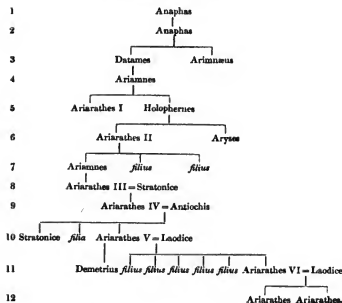 1 Anaphas
2 Anaphas
3 Datames Arimnæus
4 Ariamnes
5 Ariarathes I Holophernes
6 Ariarathes II Aryses
7 Ariamnes filius filius
8 Ariarathes III = Stratonice
9 Ariarathes IV = Antiochis
10 Stratonice filia Ariarathes V = Laodice
11 Demetrius filius filius filius filius filius Ariarathes VI = Laodice
12 Ariarathes Ariarathes